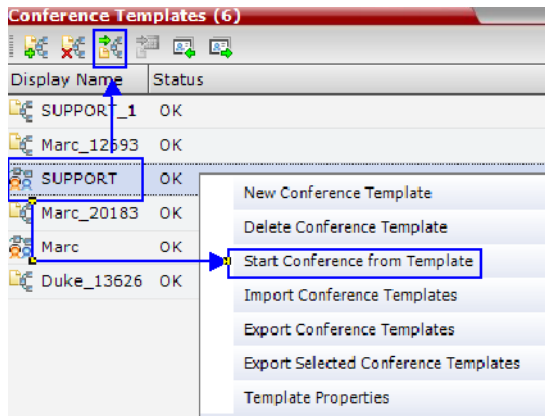 Conference Templates (6)
Display Name Status
SUPPORT_1 OK
Marc_12593 OK
SUPPORT OK
Marc_20183 OK
Marc OK
Duke_13626 OK
New Conference Template
Delete Conference Template
Start Conference from Template
Import Conference Templates
Export Conference Templates
Export Selected Conference Templates
Template Properties